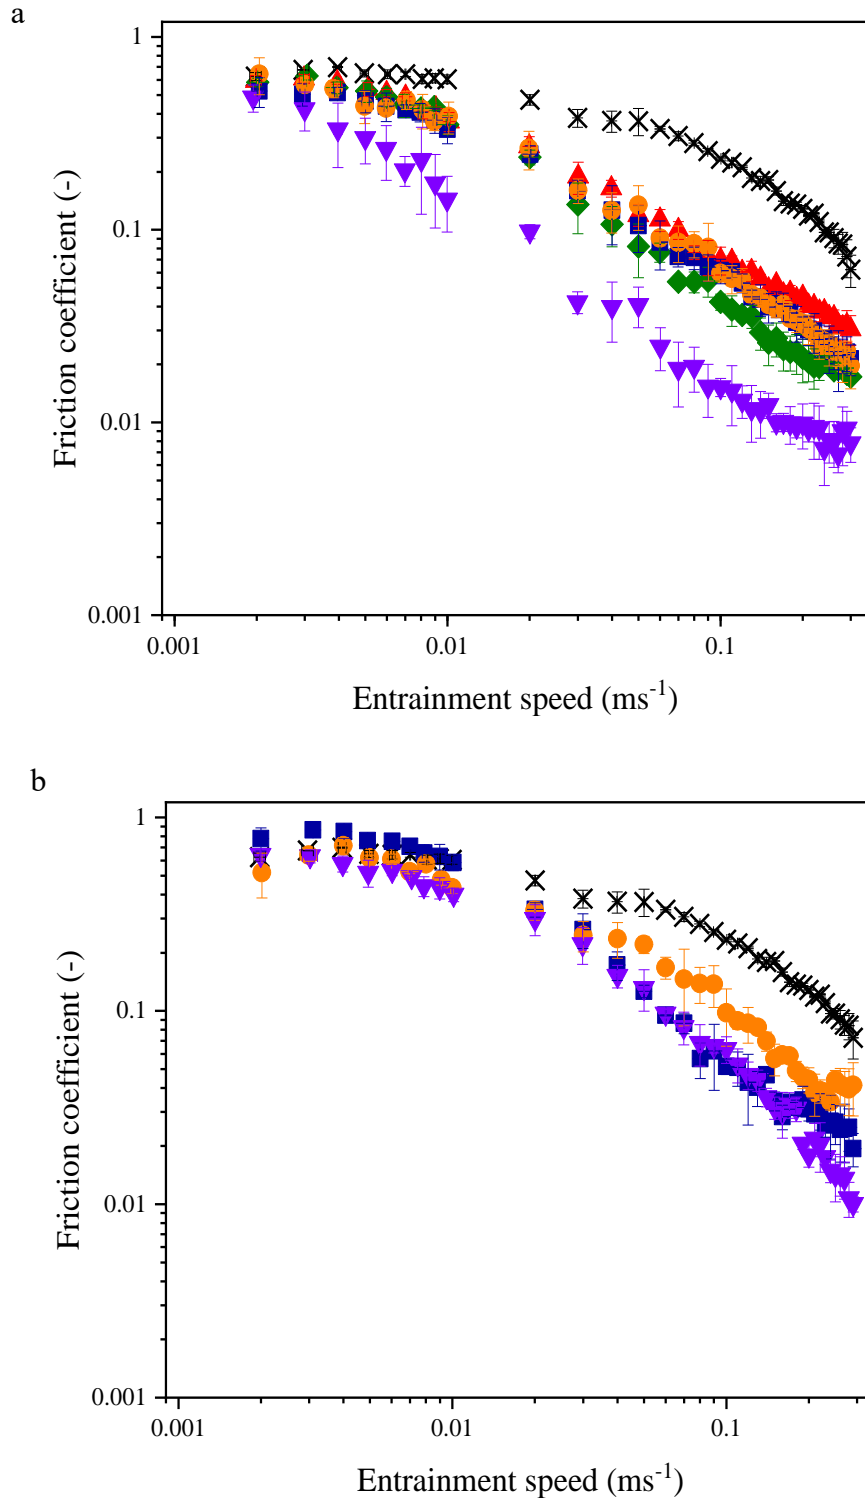 a
1
0.1
0.01
0.001
Friction coefficient (-)
0.001
0.01
0.1
Entrainment speed (ms⁻¹)
b
1
0.1
0.01
0.001
Friction coefficient (-)
0.001
0.01
0.1
Entrainment speed (ms⁻¹)